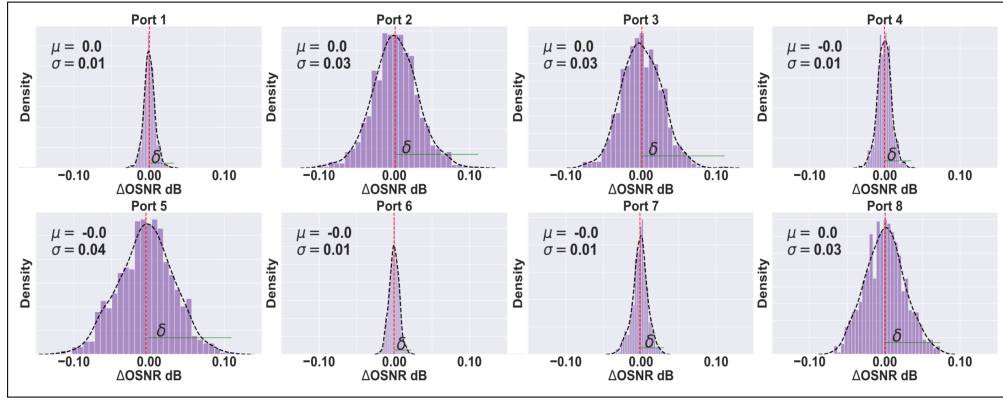 Port 1
Density
μ = 0.0
σ = 0.01
δ
−0.10 0.00 0.10
ΔOSNR dB
Port 2
Density
μ = 0.0
σ = 0.03
δ
−0.10 0.00 0.10
ΔOSNR dB
Port 3
Density
μ = 0.0
σ = 0.03
δ
−0.10 0.00 0.10
ΔOSNR dB
Port 4
Density
μ = -0.0
σ = 0.01
δ
−0.10 0.00 0.10
ΔOSNR dB
Port 5
Density
μ = -0.0
σ = 0.04
δ
−0.10 0.00 0.10
ΔOSNR dB
Port 6
Density
μ = -0.0
σ = 0.01
δ
−0.10 0.00 0.10
ΔOSNR dB
Port 7
Density
μ = -0.0
σ = 0.01
δ
−0.10 0.00 0.10
ΔOSNR dB
Port 8
Density
μ = 0.0
σ = 0.03
δ
−0.10 0.00 0.10
ΔOSNR dB